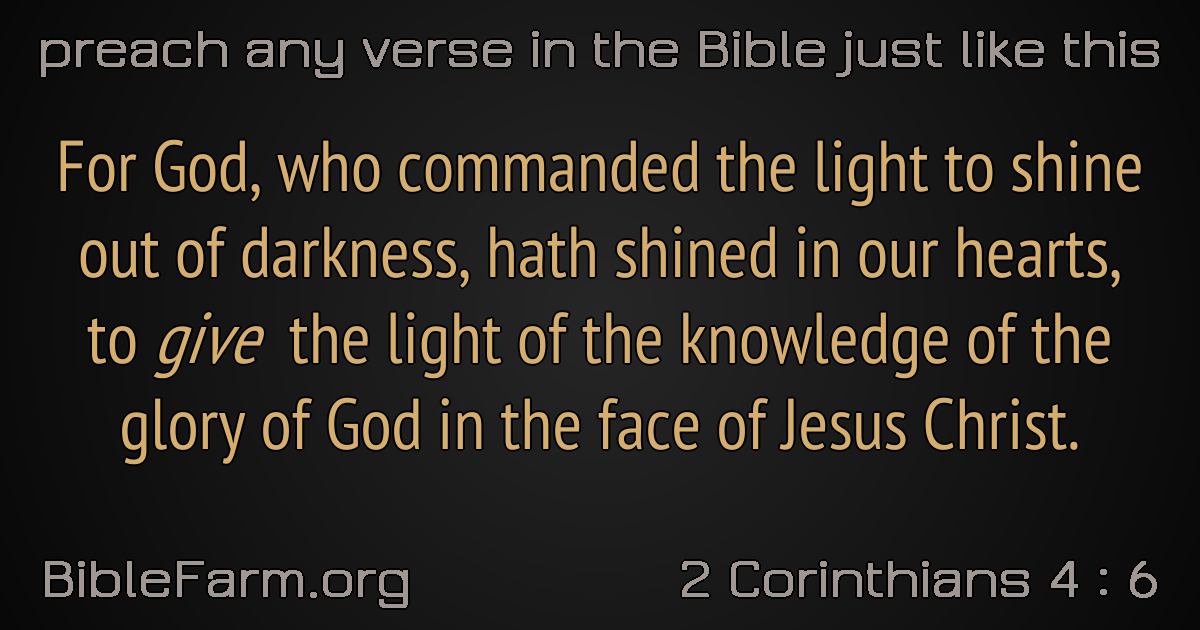 preach any verse in the Bible just like this
For God, who commanded the light to shine
out of darkness, hath shined in our hearts,
to give the light of the knowledge of the
glory of God in the face of Jesus Christ.
BibleFarm.org
2 Corinthians 4 : 6